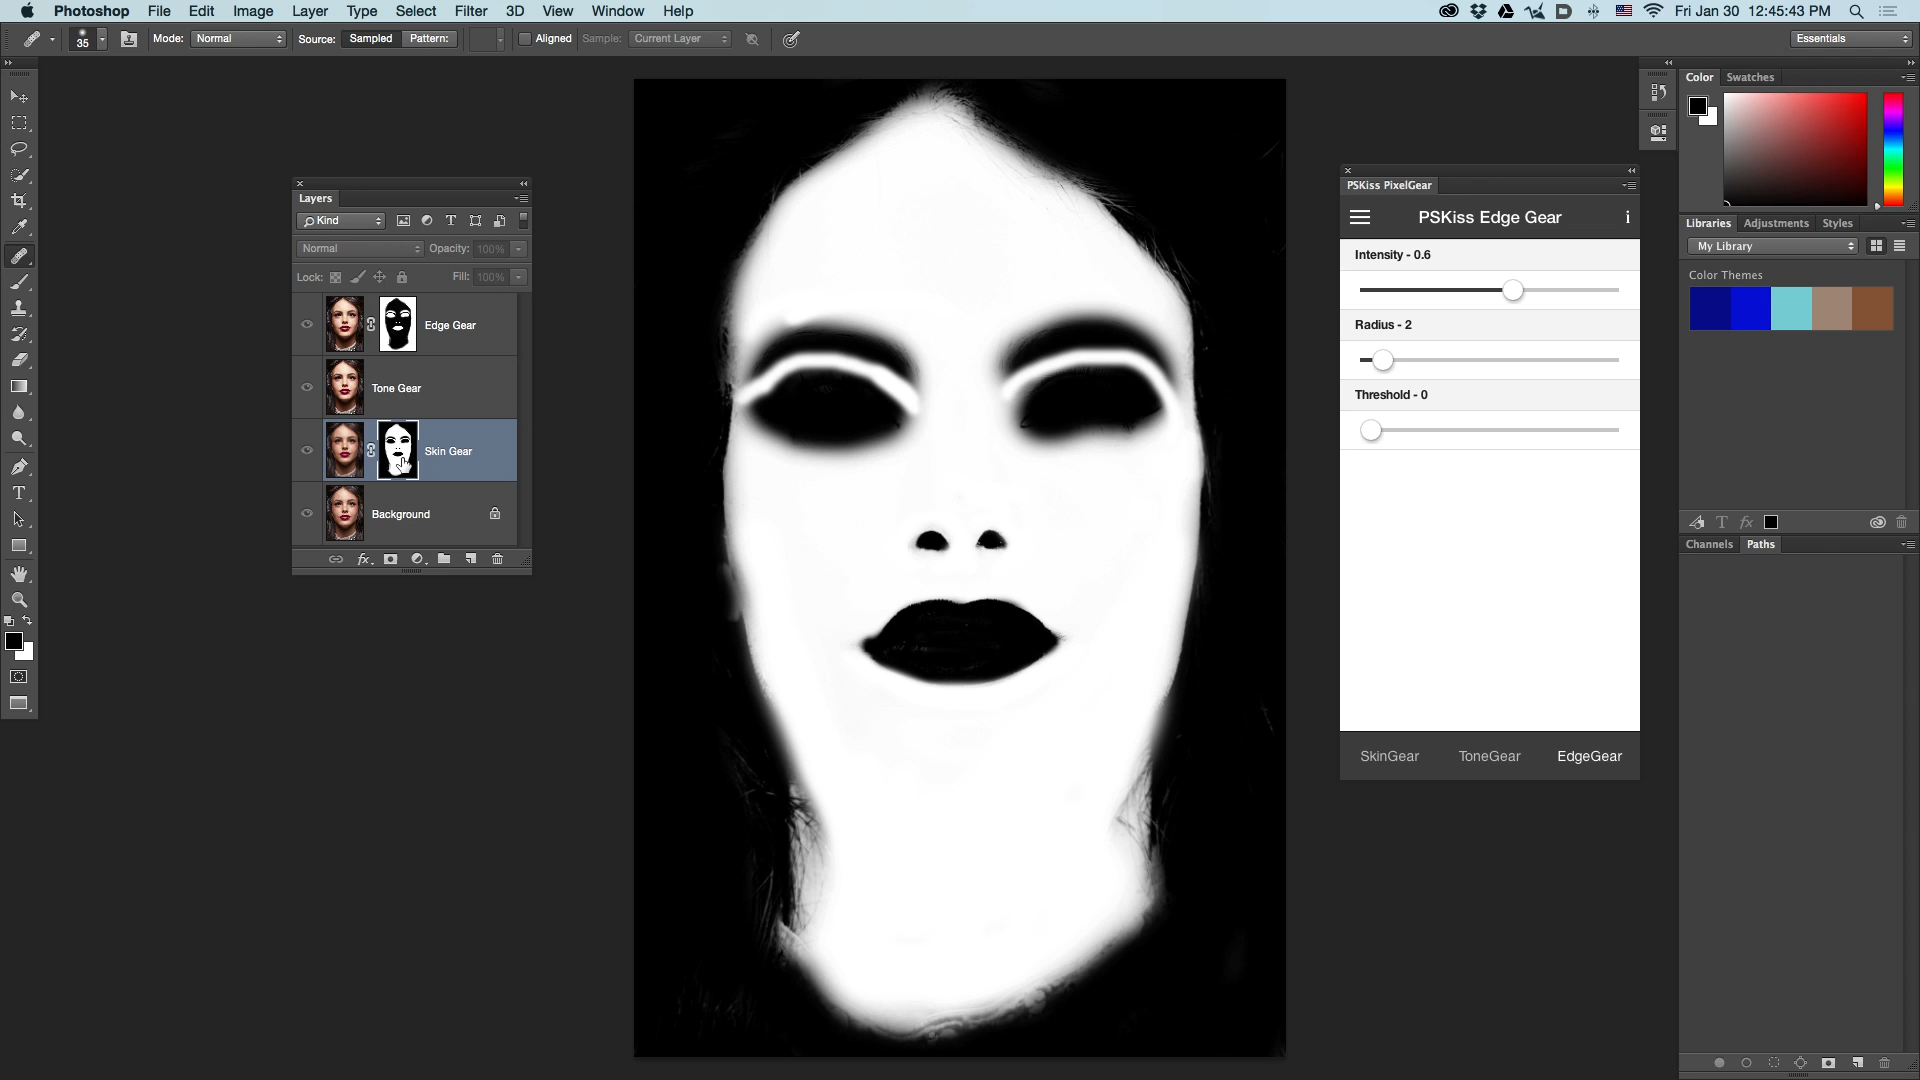 Photoshop File Edit Image Layer Type Select Filter 3D View Window Help Fri Jan 30 12:45:43 PM
35 Mode: Normal Source: Sampled Pattern: Aligned Sample: Current Layer Essentials
Layers
Kind
Normal Opacity: 100%
Lock: Fill: 100%
Edge Gear
Tone Gear
Skin Gear
Background
PSKiss PixelGear
PSKiss Edge Gear i
Intensity - 0.6
Radius - 2
Threshold - 0
SkinGear ToneGear EdgeGear
Color Swatches
Libraries Adjustments Styles
My Library
Color Themes
Channels Paths